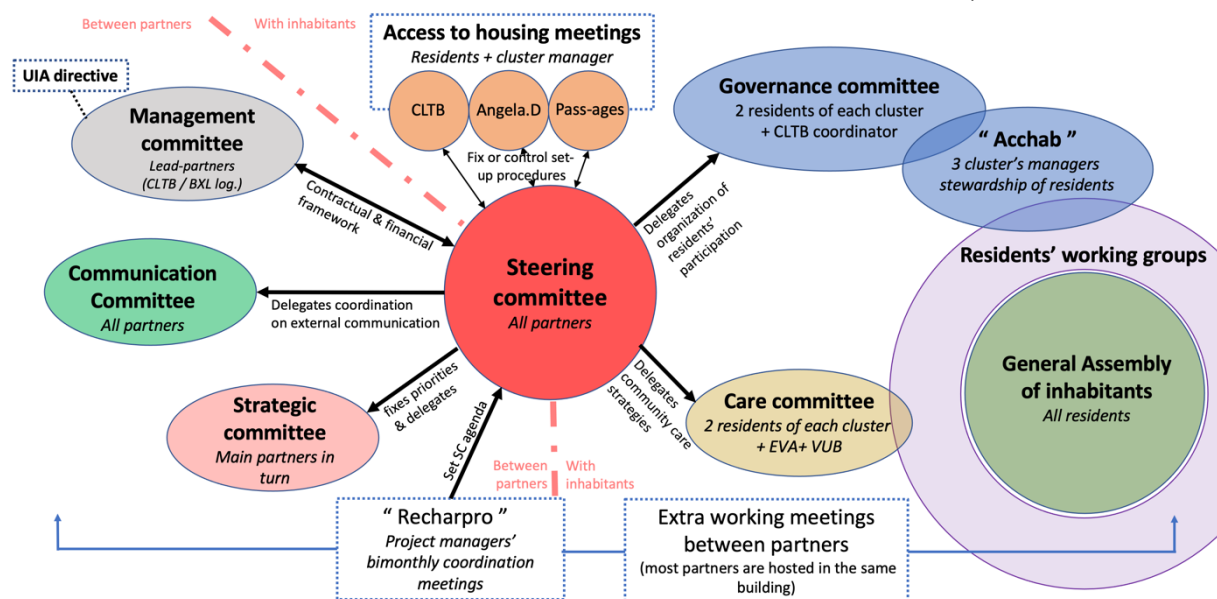 Between partners
With inhabitants
Access to housing meetings
Residents + cluster manager
CLTB
Angela.D
Pass-ages
Fix or control set-
up procedures
UIA directive
Management
committee
Lead-partners
(CLTB / BXL log.)
Contractual & financial
framework
Governance committee
2 residents of each cluster
+ CLTB coordinator
“ Acchab ”
3 cluster’s managers
stewardship of residents
Delegates
organization of
residents’
participation
Residents’ working groups
Communication
Committee
All partners
Delegates coordination
on external communication
Steering
committee
All partners
General Assembly
of inhabitants
All residents
Strategic
committee
Main partners in
turn
fixes priorities
& delegates
Set SC agenda
Delegates
community care
strategies
Care committee
2 residents of each cluster
+ EVA+ VUB
Between
partners
With
inhabitants
“ Recharpro ”
Project managers’
bimonthly coordination
meetings
Extra working meetings
between partners
(most partners are hosted in the same
building)